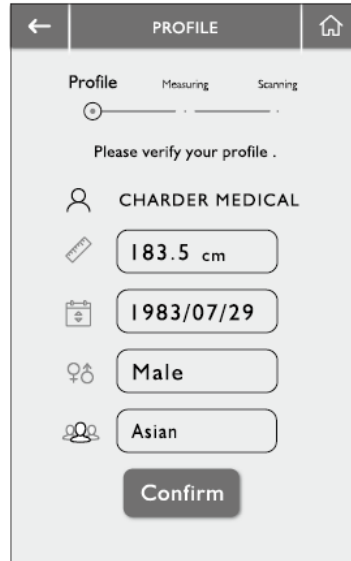 PROFILE
Profile Measuring Scanning
Please verify your profile .
CHARDER MEDICAL
183.5 cm
1983/07/29
Male
Asian
Confirm